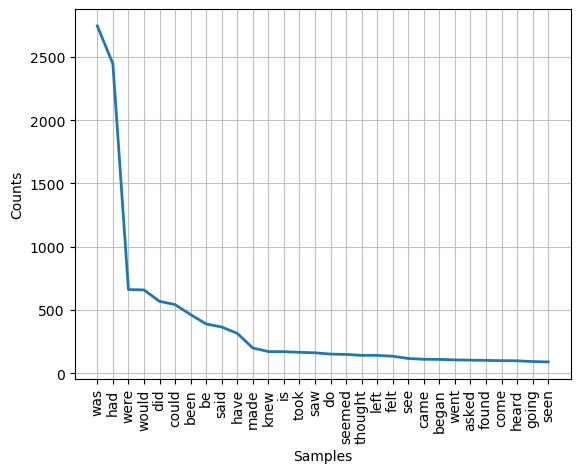 2500
2000
1500
1000
500
0
Counts
was
had
were
would
did
could
been
be
said
have
made
knew
is
took
saw
do
seemed
thought
left
felt
see
came
began
went
asked
found
come
heard
going
seen
Samples